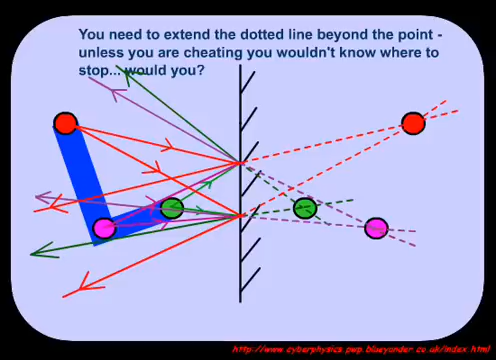 You need to extend the dotted line beyond the point -
unless you are cheating you wouldn't know where to
stop... would you?
http://www.cyberphysics.pwp.blueyonder.co.uk/index.html